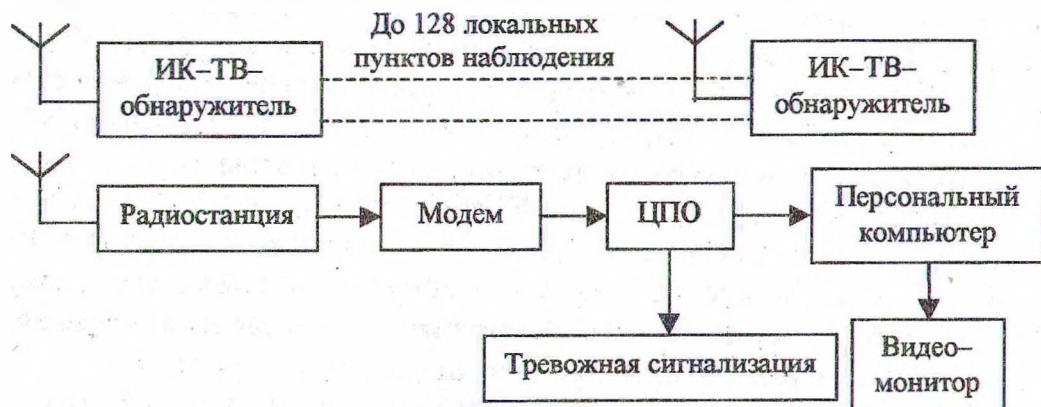 До 128 локальных
пунктов наблюдения
ИК–ТВ–
обнаружитель
ИК–ТВ–
обнаружитель
Радиостанция
Модем
ЦПО
Персональный
компьютер
Тревожная сигнализация
Видео–
монитор